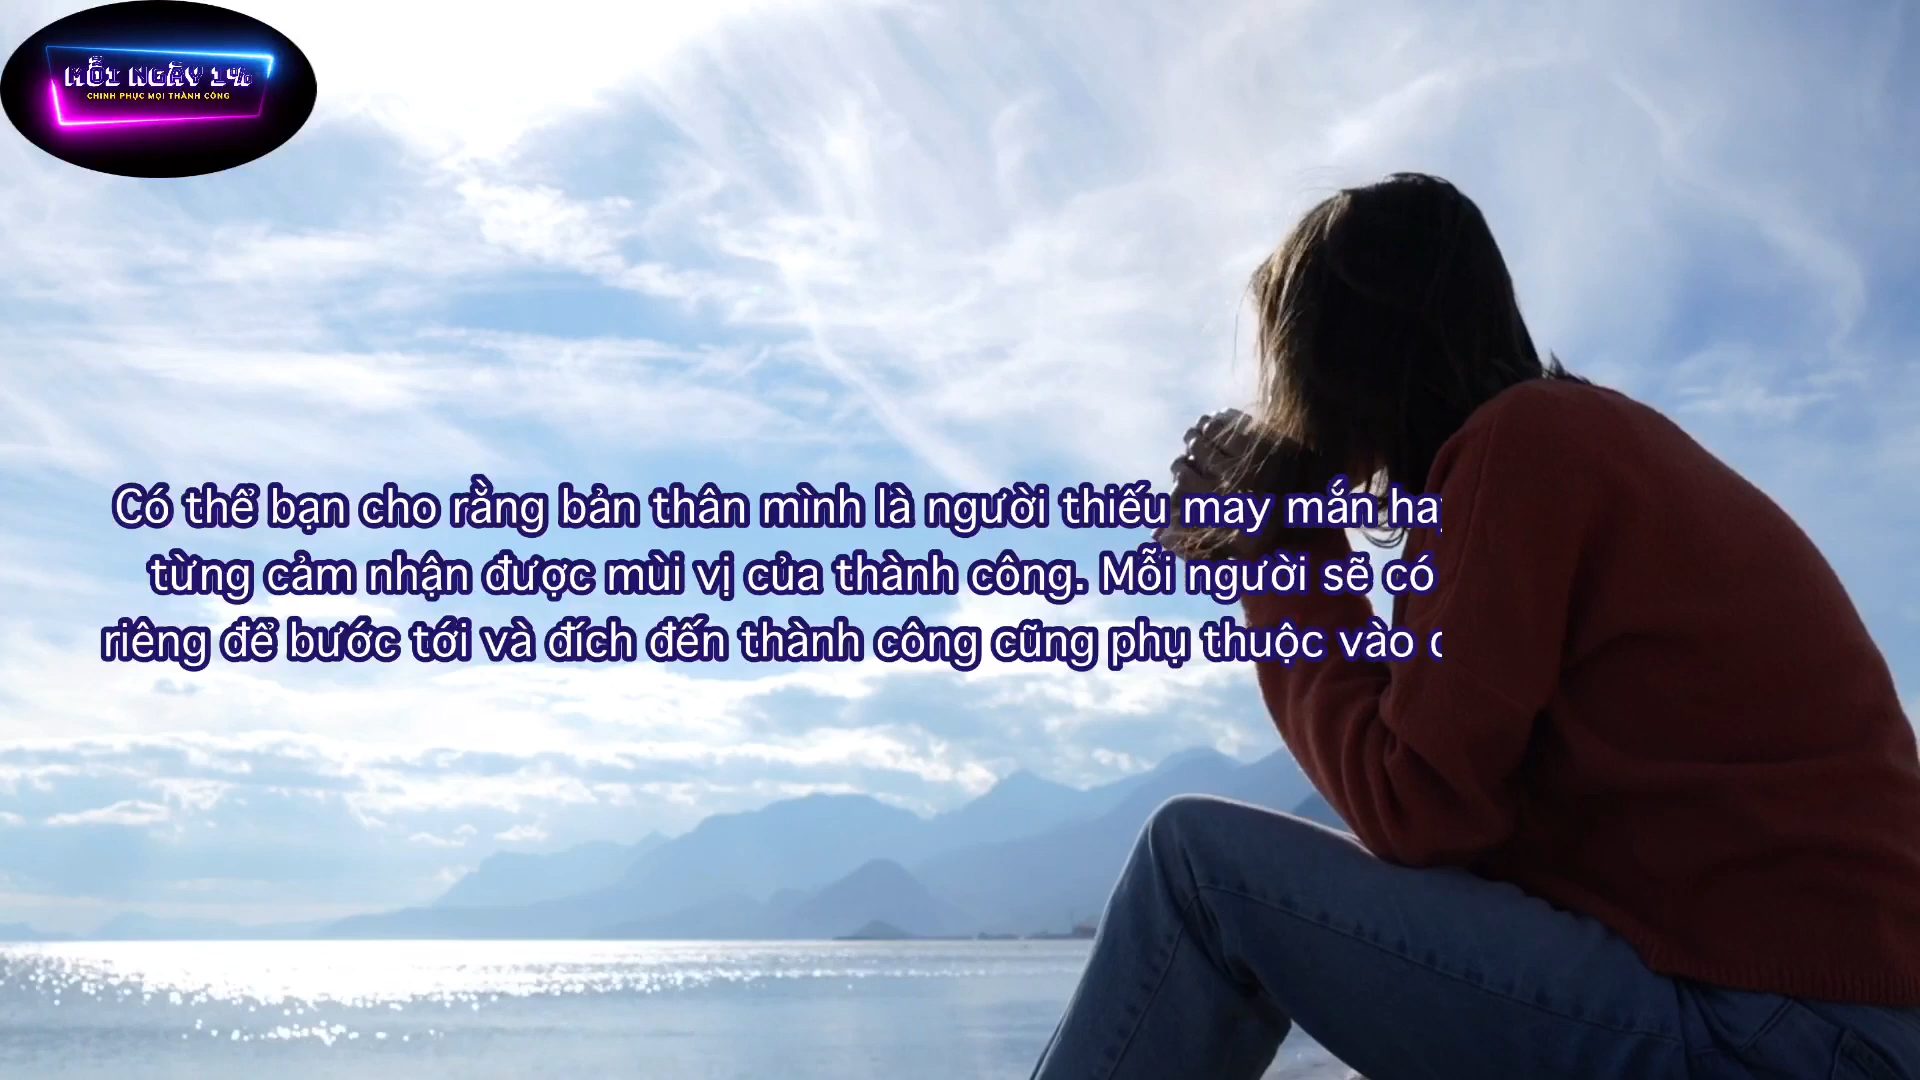 MỖI NGÀY 1%
CHINH PHỤC MỌI THÀNH CÔNG
Có thể bạn cho rằng bản thân mình là người thiếu may mắn hay
từng cảm nhận được mùi vị của thành công. Mỗi người sẽ có
riêng để bước tới và đích đến thành công cũng phụ thuộc vào